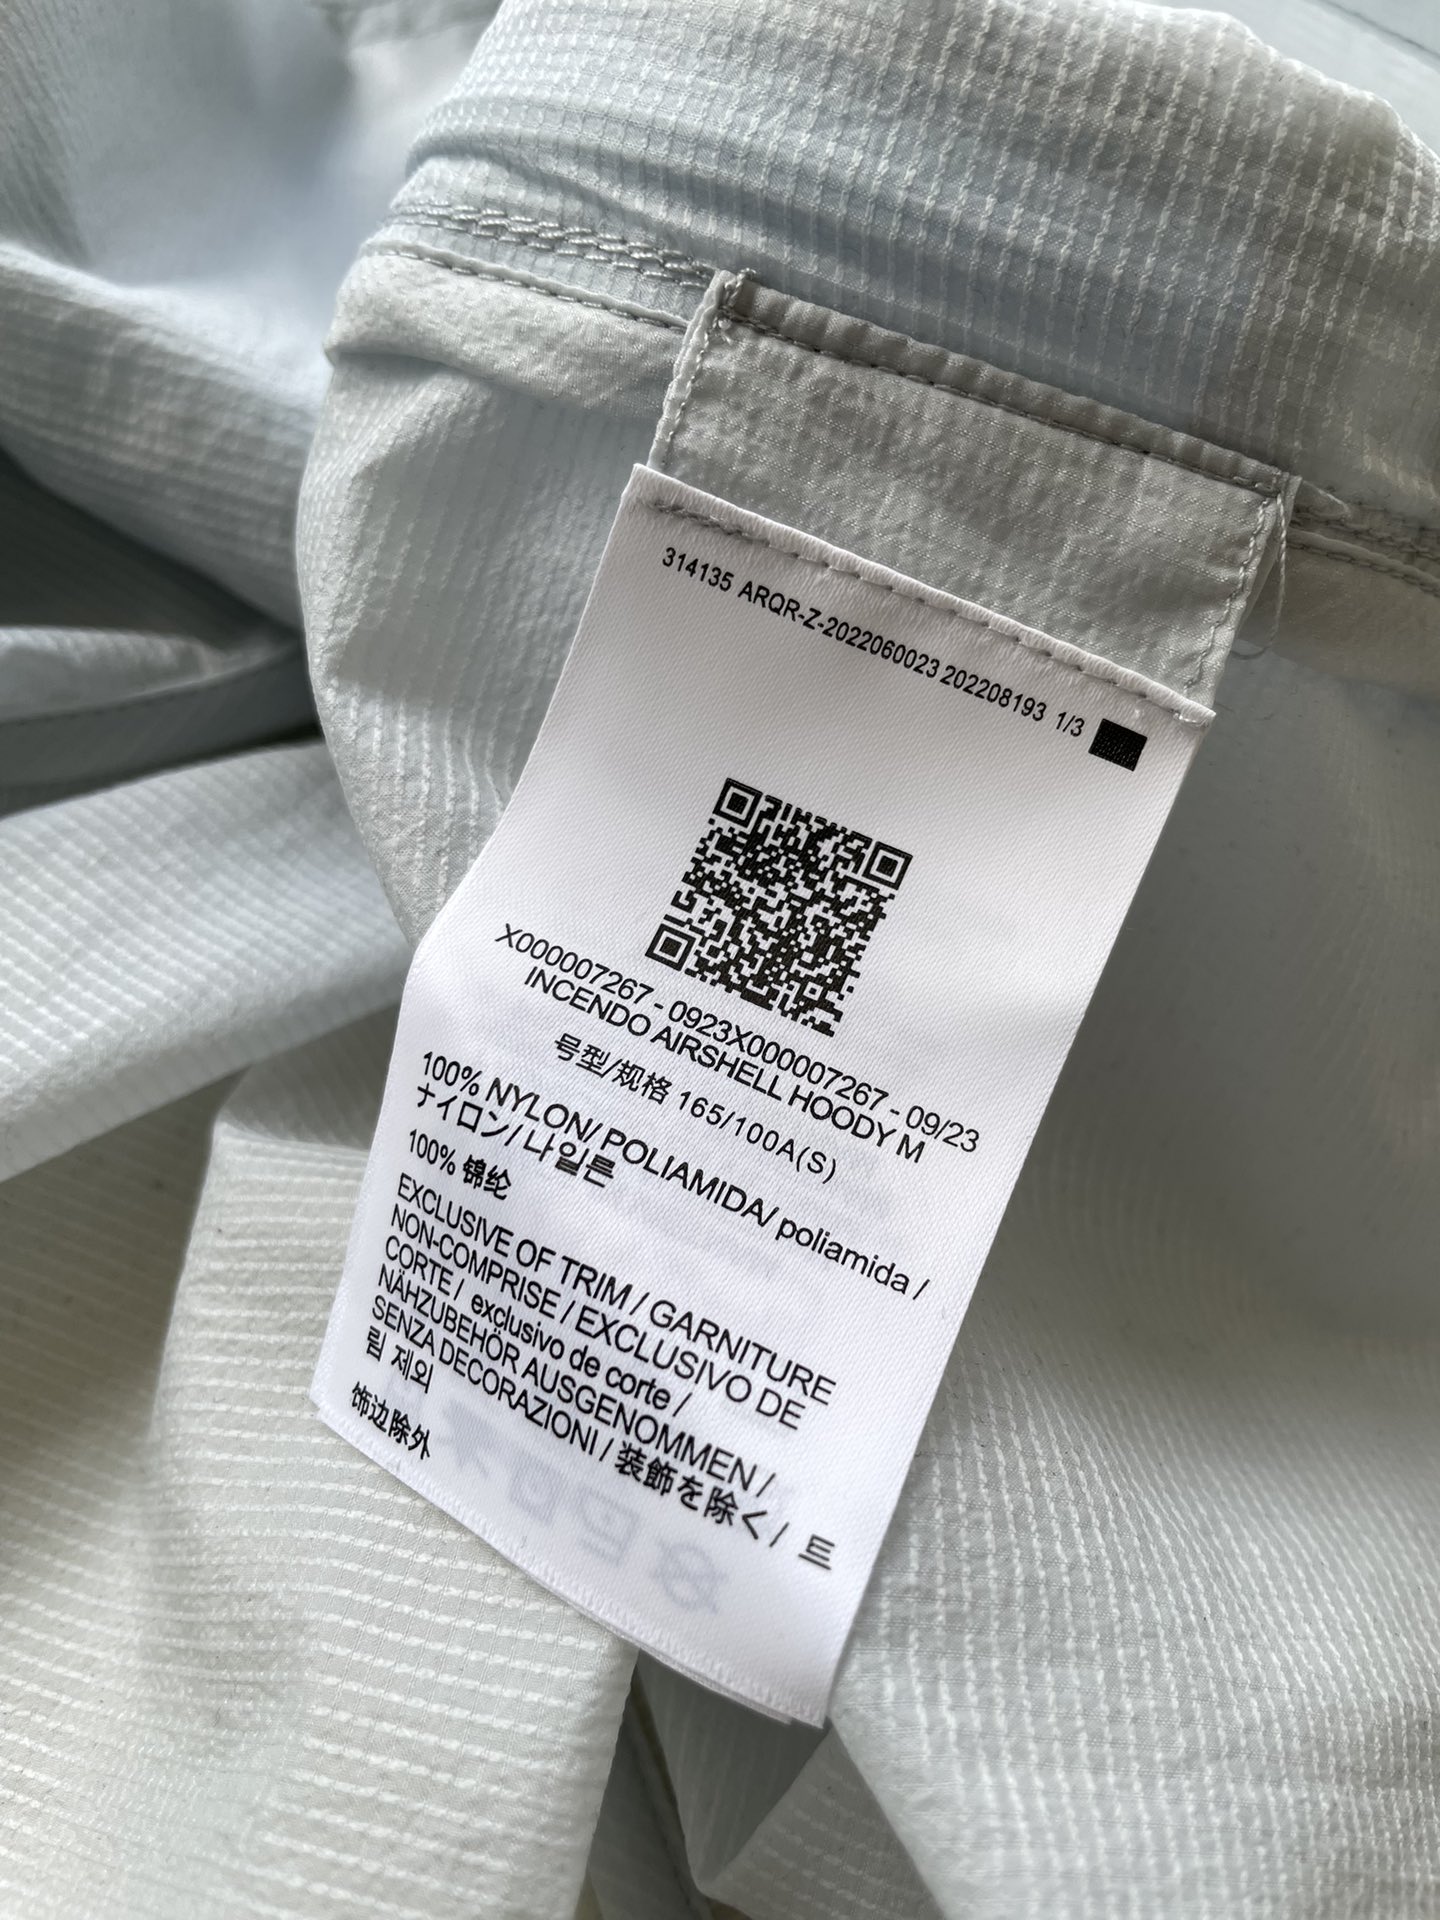 314135 ARQR-Z-2022060023 202208193 1/3
X000007267 - 0923X000007267 - 09/23
INCENDO AIRSHELL HOODY M
号型/规格 165/100A(S)
100% NYLON/ POLIAMIDA/ poliamida /
ナイロン/ 나일론
100% 锦纶
EXCLUSIVE OF TRIM / GARNITURE
NON-COMPRISE / EXCLUSIVO DE
CORTE / exclusivo de corte /
NÄHZUBEHÖR AUSGENOMMEN /
SENZA DECORAZIONI / 装飾を除く / 트
림 제외
饰边除外